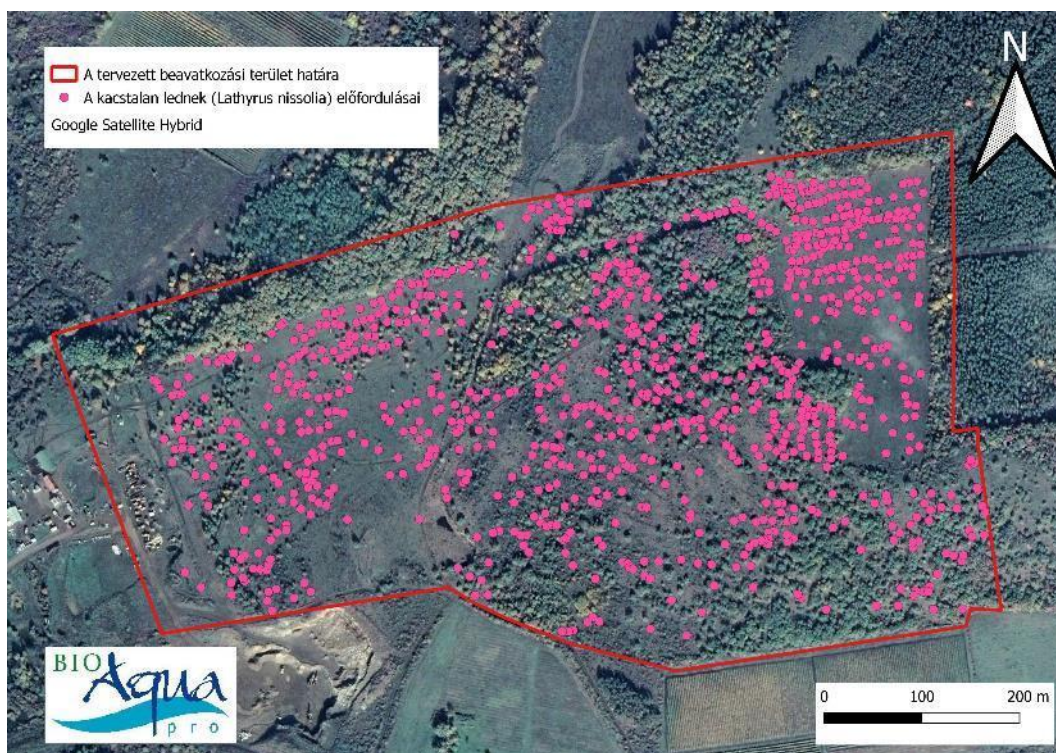 A tervezett beavatkozási terület határa
A kacstalan lednek (Lathyrus nissolia) előfordulásai
Google Satellite Hybrid
N
BIO
Aqua
pro
0 100 200 m